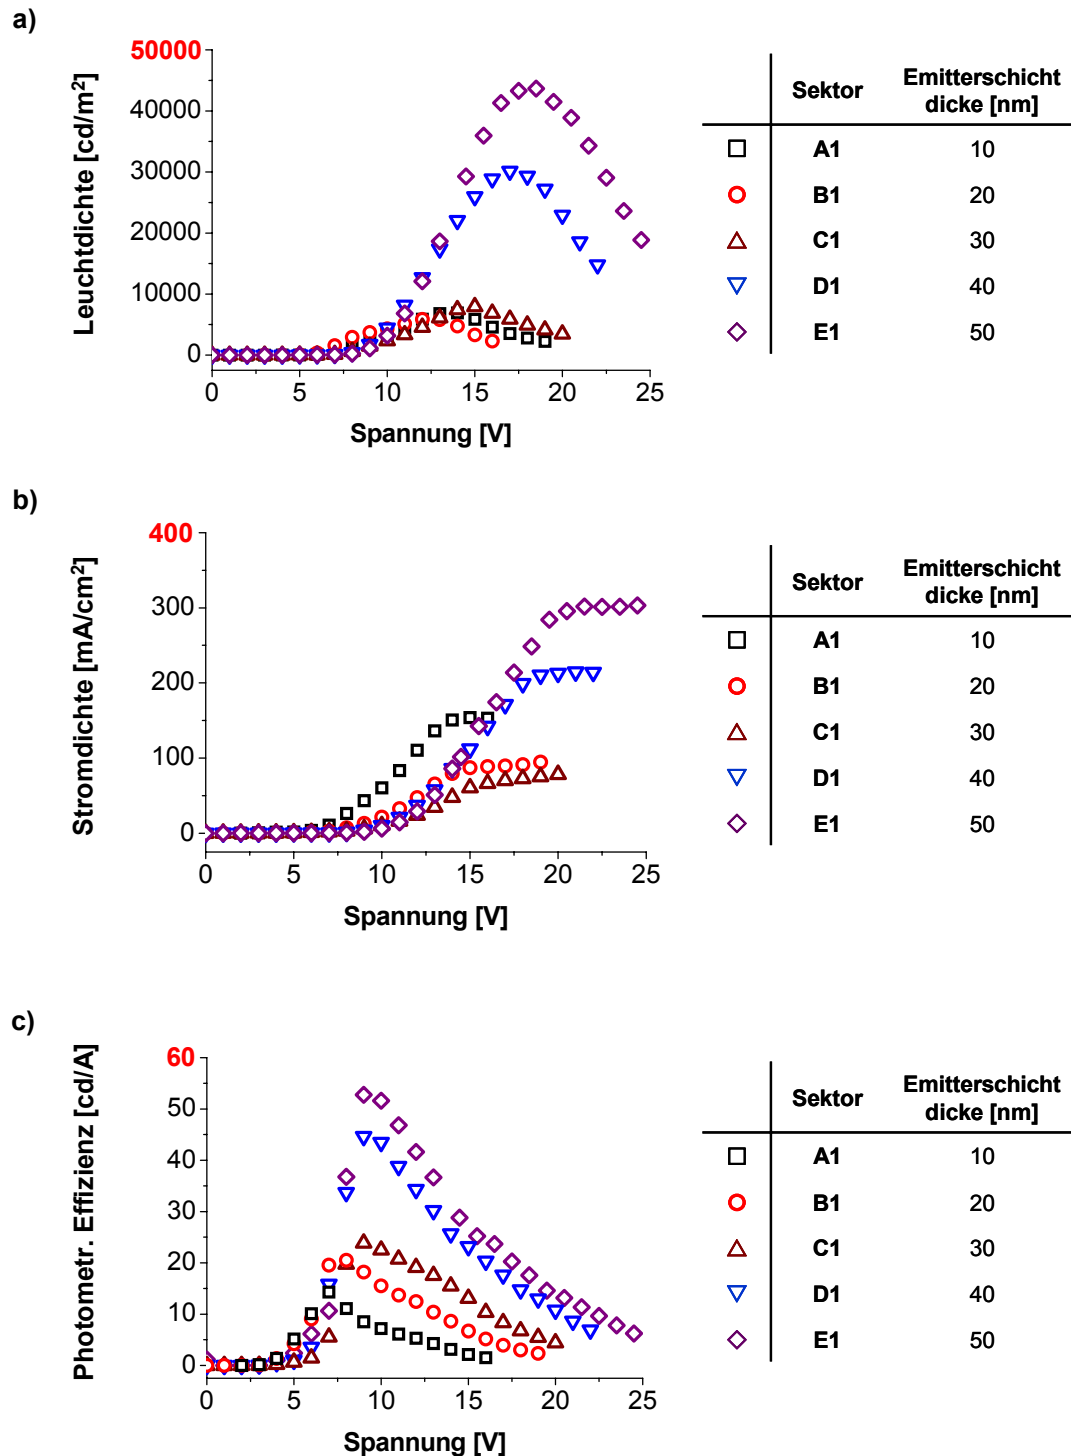 a)
50000
40000
30000
20000
10000
0
Leuchtdichte [cd/m²]
0 5 10 15 20 25
Spannung [V]
Sektor Emitterschicht
dicke [nm]
A1 10
B1 20
C1 30
D1 40
E1 50
b)
400
300
200
100
0
Stromdichte [mA/cm²]
0 5 10 15 20 25
Spannung [V]
Sektor Emitterschicht
dicke [nm]
A1 10
B1 20
C1 30
D1 40
E1 50
c)
60
50
40
30
20
10
0
Photometr. Effizienz [cd/A]
0 5 10 15 20 25
Spannung [V]
Sektor Emitterschicht
dicke [nm]
A1 10
B1 20
C1 30
D1 40
E1 50